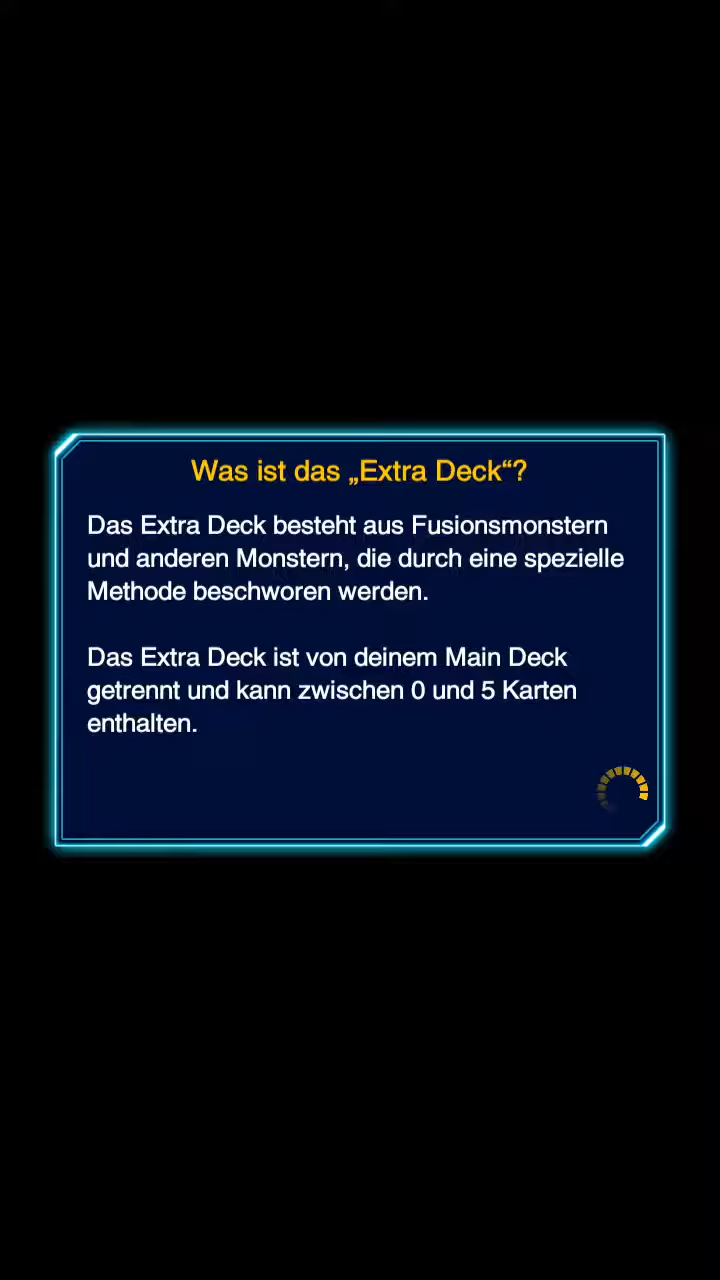 Was ist das „Extra Deck“?
Das Extra Deck besteht aus Fusionsmonstern
und anderen Monstern, die durch eine spezielle
Methode beschworen werden.
Das Extra Deck ist von deinem Main Deck
getrennt und kann zwischen 0 und 5 Karten
enthalten.